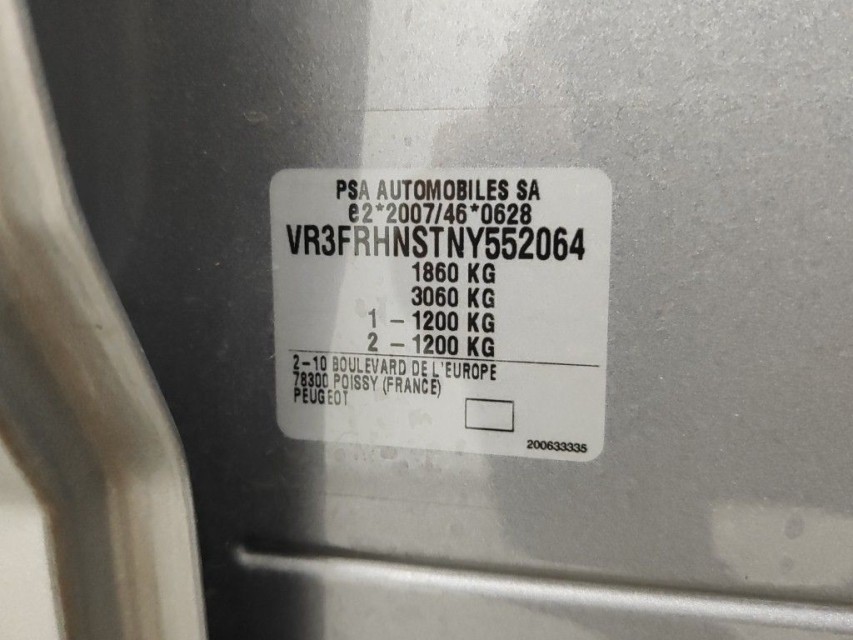 PSA AUTOMOBILES SA
e2*2007/46*0628
VR3FRHNSTNY552064
1860 KG
3060 KG
1 – 1200 KG
2 – 1200 KG
2–10 BOULEVARD DE L'EUROPE
78300 POISSY (FRANCE)
PEUGEOT
200633335